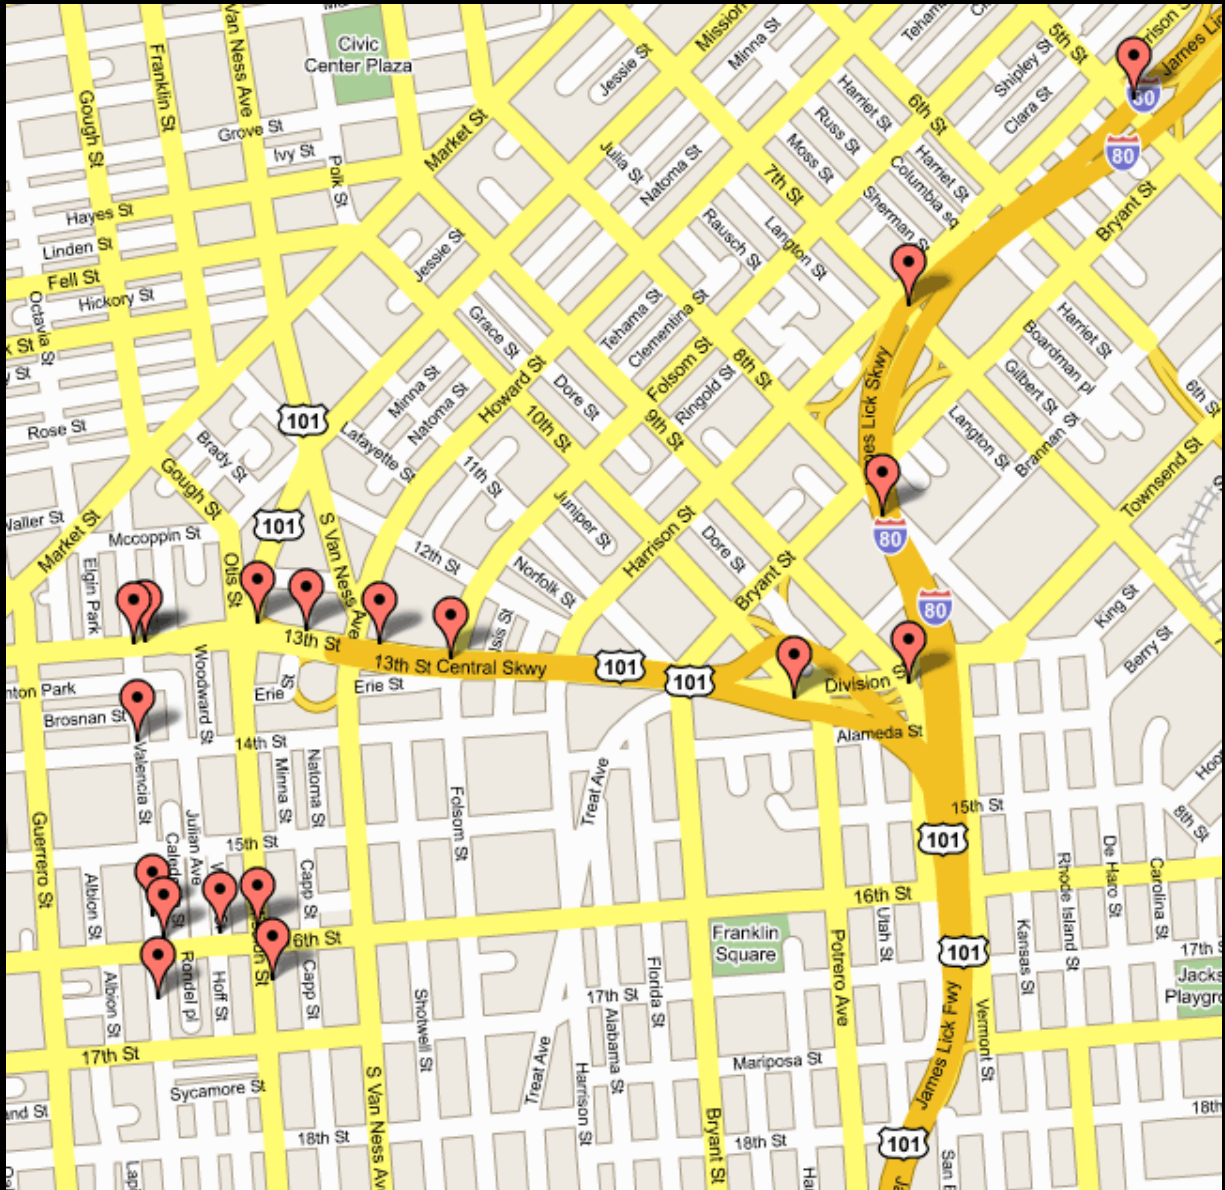 Civic
Center Plaza
Gough St
Franklin St
Van Ness Ave
Grove St
Ivy St
Polk St
Market St
Hayes St
Linden St
Fell St
Hickory St
Octavia St
Rose St
Brady St
Gough St
Market St
Mccoppin St
Elgin Park
Otis St
101
101
S Van Ness Ave
Mission
Minna St
Jessie St
Julia St
Natoma St
Jessie St
Grace St
Minna St
Natoma St
Lafayette St
Howard St
Dore St
10th St
11th St
Juniper St
12th St
Norfolk St
Tehama St
Clementina St
Folsom St
Ringold St
9th St
8th St
Rausch St
Langton St
7th St
Moss St
Russ St
Harriet St
6th St
Shipley St
Clara St
5th St
Harriet St
Columbia sq
Sherman St
80
80
Bryant St
Harriet St
Boardman pl
Gilbert St
Langton St
Brannan St
6th St
Townsend St
Harrison St
Dore St
Bryant St
80
80
King St
Berry St
13th St
13th St Central Skwy
101
101
Division St
Alameda St
Erie St
Erie St
Woodward St
Brosnan St
Valencia St
14th St
Minna St
Natoma St
Folsom St
Treat Ave
Guerrero St
Julian Ave
15th St
15th St
Albion St
Capp St
101
8th St
De Haro St
Rhode Island St
Carolina St
16th St
Utah St
Franklin
Square
101
Kansas St
Albion St
Rondel pl
Hoff St
Capp St
Shotwell St
17th St
Florida St
Alabama St
Potrero Ave
James Lick Fwy
Vermont St
17th St
Sycamore St
Treat Ave
Harrison St
Mariposa St
18th St
S Van Ness Av
Bryant St
18th St
101